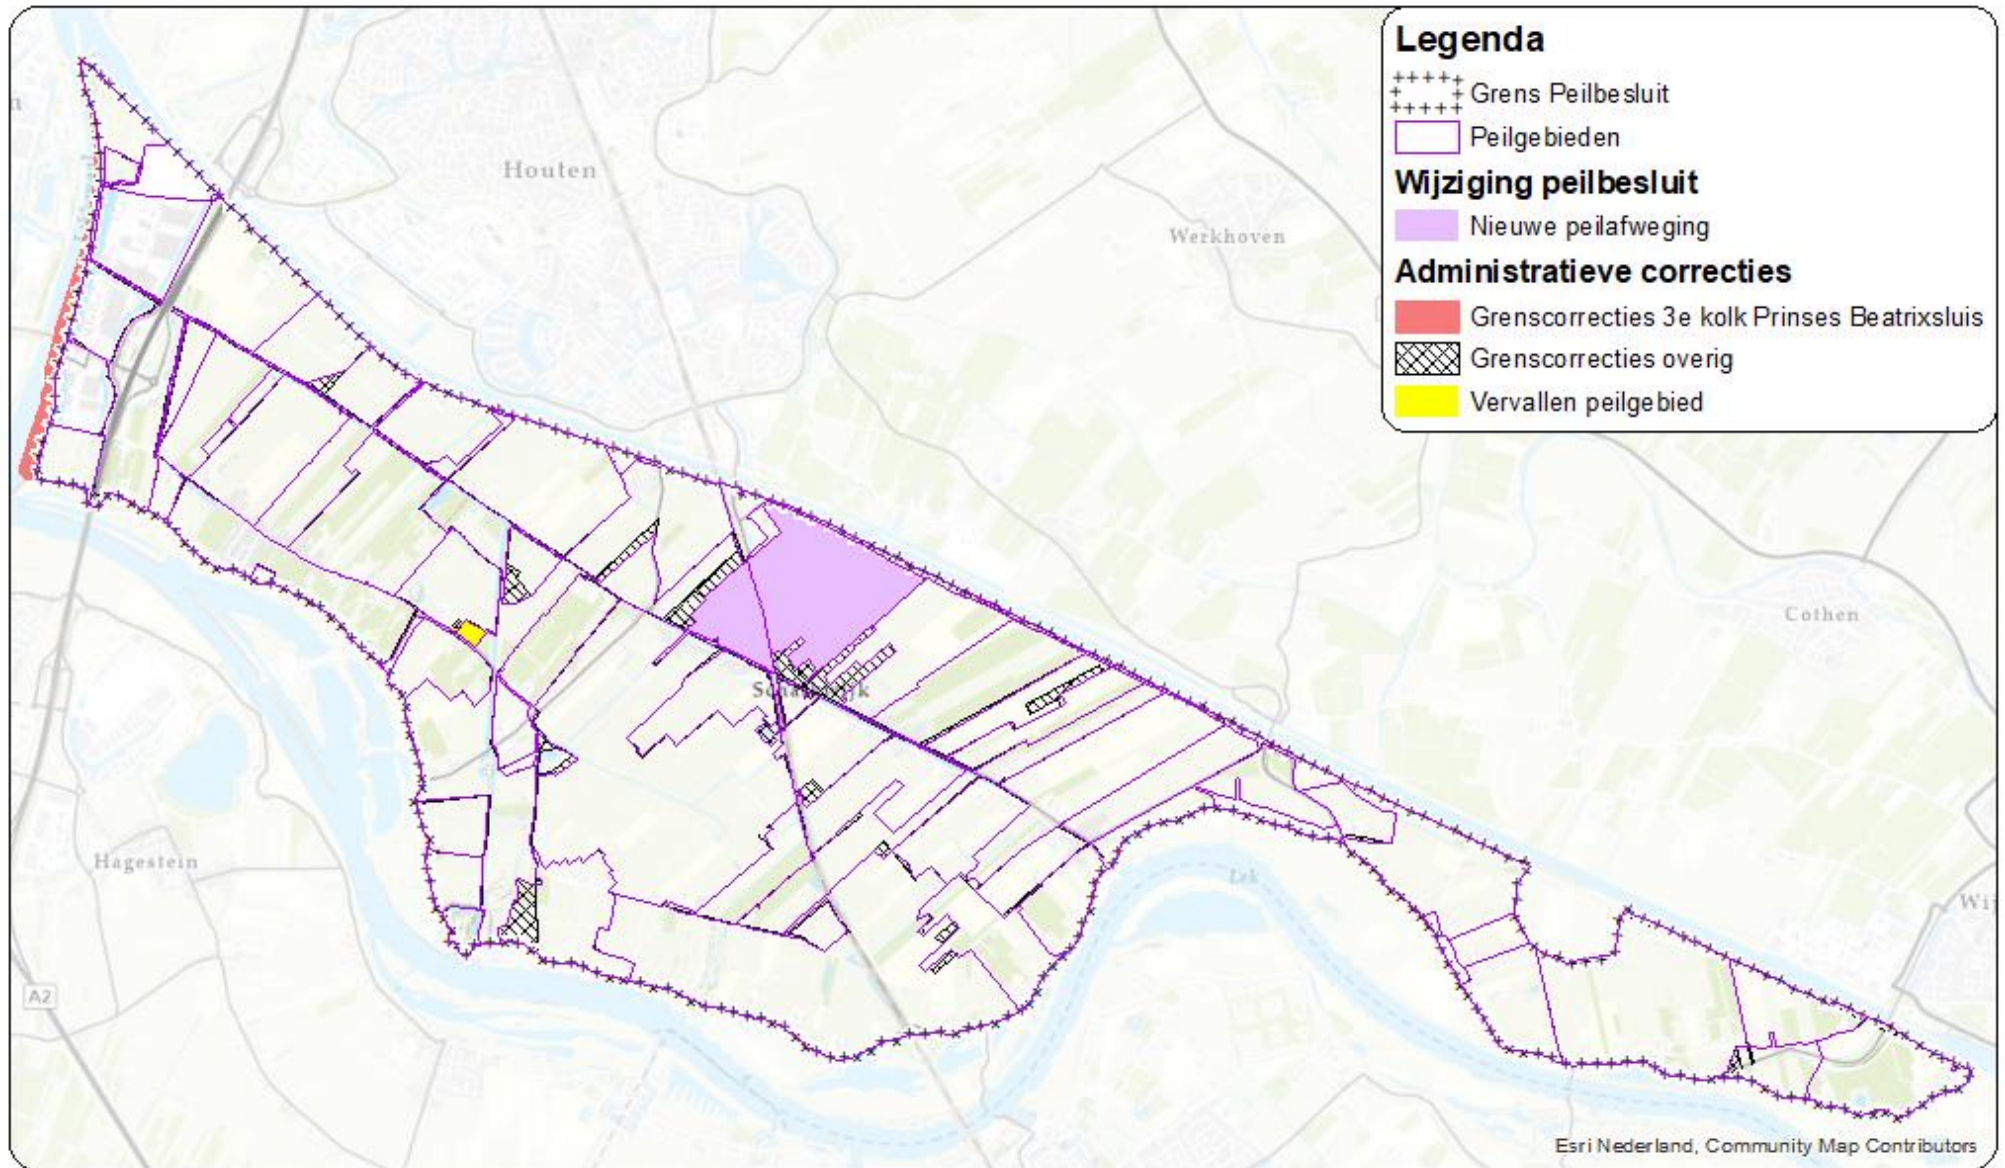 Legenda
Grens Peilbesluit
Peilgebieden
Wijziging peilbesluit
Nieuwe peilafweging
Administratieve correcties
Grenscorrecties 3e kolk Prinses Beatrixsluis
Grenscorrecties overig
Vervallen peilgebied
Houten
Werkhoven
Cothen
Hagestein
Lek
A2
Esri Nederland, Community Map Contributors